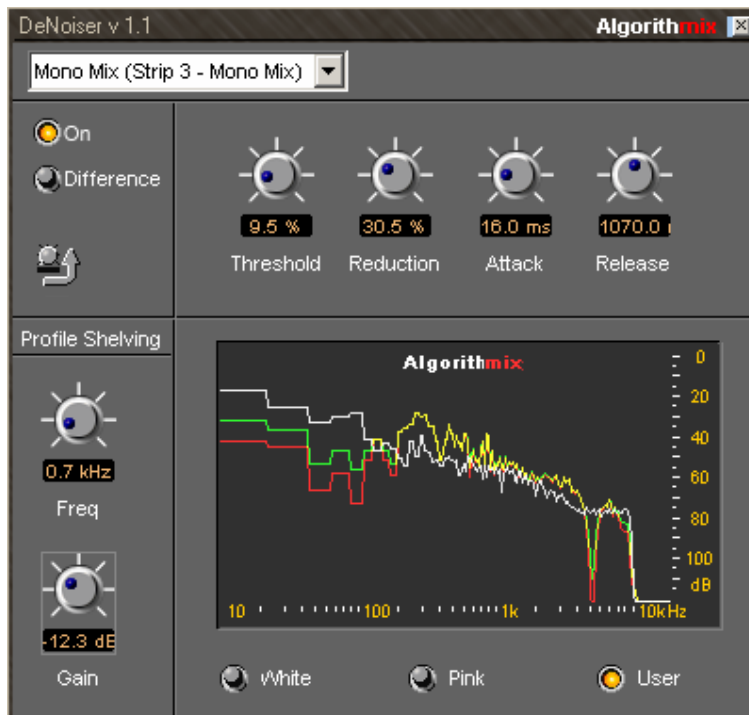 DeNoiser v 1.1 Algorithmix
Mono Mix (Strip 3 - Mono Mix)
On
Difference
9.5 % 30.5 % 16.0 ms 1070.0
Threshold Reduction Attack Release
Profile Shelving
0.7 kHz
Freq
-12.3 dB
Gain
Algorithmix
0
20
40
60
80
100
dB
10 100 1k 10kHz
White Pink User